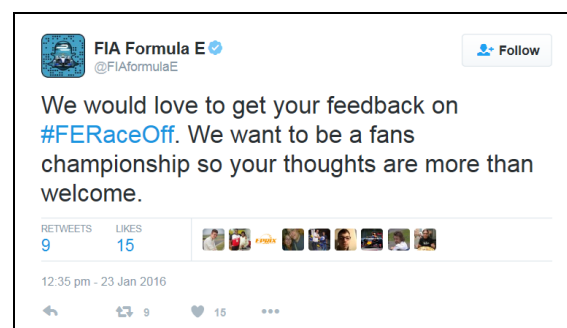 FIA Formula E
@FIAformulaE
Follow
We would love to get your feedback on
#FERaceOff. We want to be a fans
championship so your thoughts are more than
welcome.
RETWEETS LIKES
9 15
12:35 pm - 23 Jan 2016
9 15